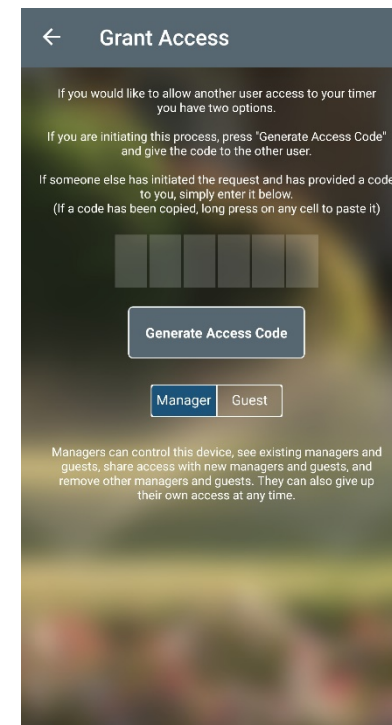 Grant Access
If you would like to allow another user access to your timer
you have two options.
If you are initiating this process, press "Generate Access Code"
and give the code to the other user.
If someone else has initiated the request and has provided a code
to you, simply enter it below.
(If a code has been copied, long press on any cell to paste it)
Generate Access Code
Manager Guest
Managers can control this device, see existing managers and
guests, share access with new managers and guests, and
remove other managers and guests. They can also give up
their own access at any time.